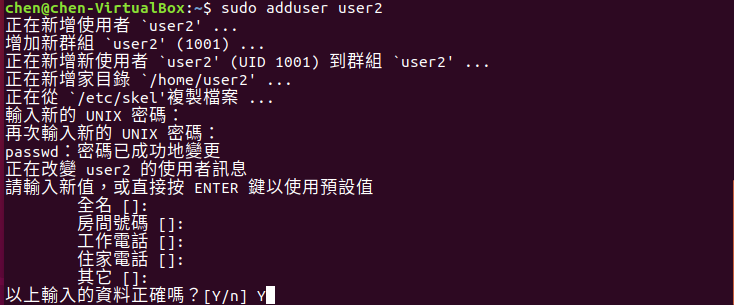 chen@chen-VirtualBox:~$ sudo adduser user2
正在新增使用者 `user2' ...
增加新群組 `user2' (1001) ...
正在新增新使用者 `user2' (UID 1001) 到群組 `user2' ...
正在新增家目錄 `/home/user2' ...
正在從 `/etc/skel'複製檔案 ...
輸入新的 UNIX 密碼：
再次輸入新的 UNIX 密碼：
passwd：密碼已成功地變更
正在改變 user2 的使用者訊息
請輸入新值，或直接按 ENTER 鍵以使用預設值
全名 []:
房間號碼 []:
工作電話 []:
住家電話 []:
其它 []:
以上輸入的資料正確嗎？[Y/n] Y